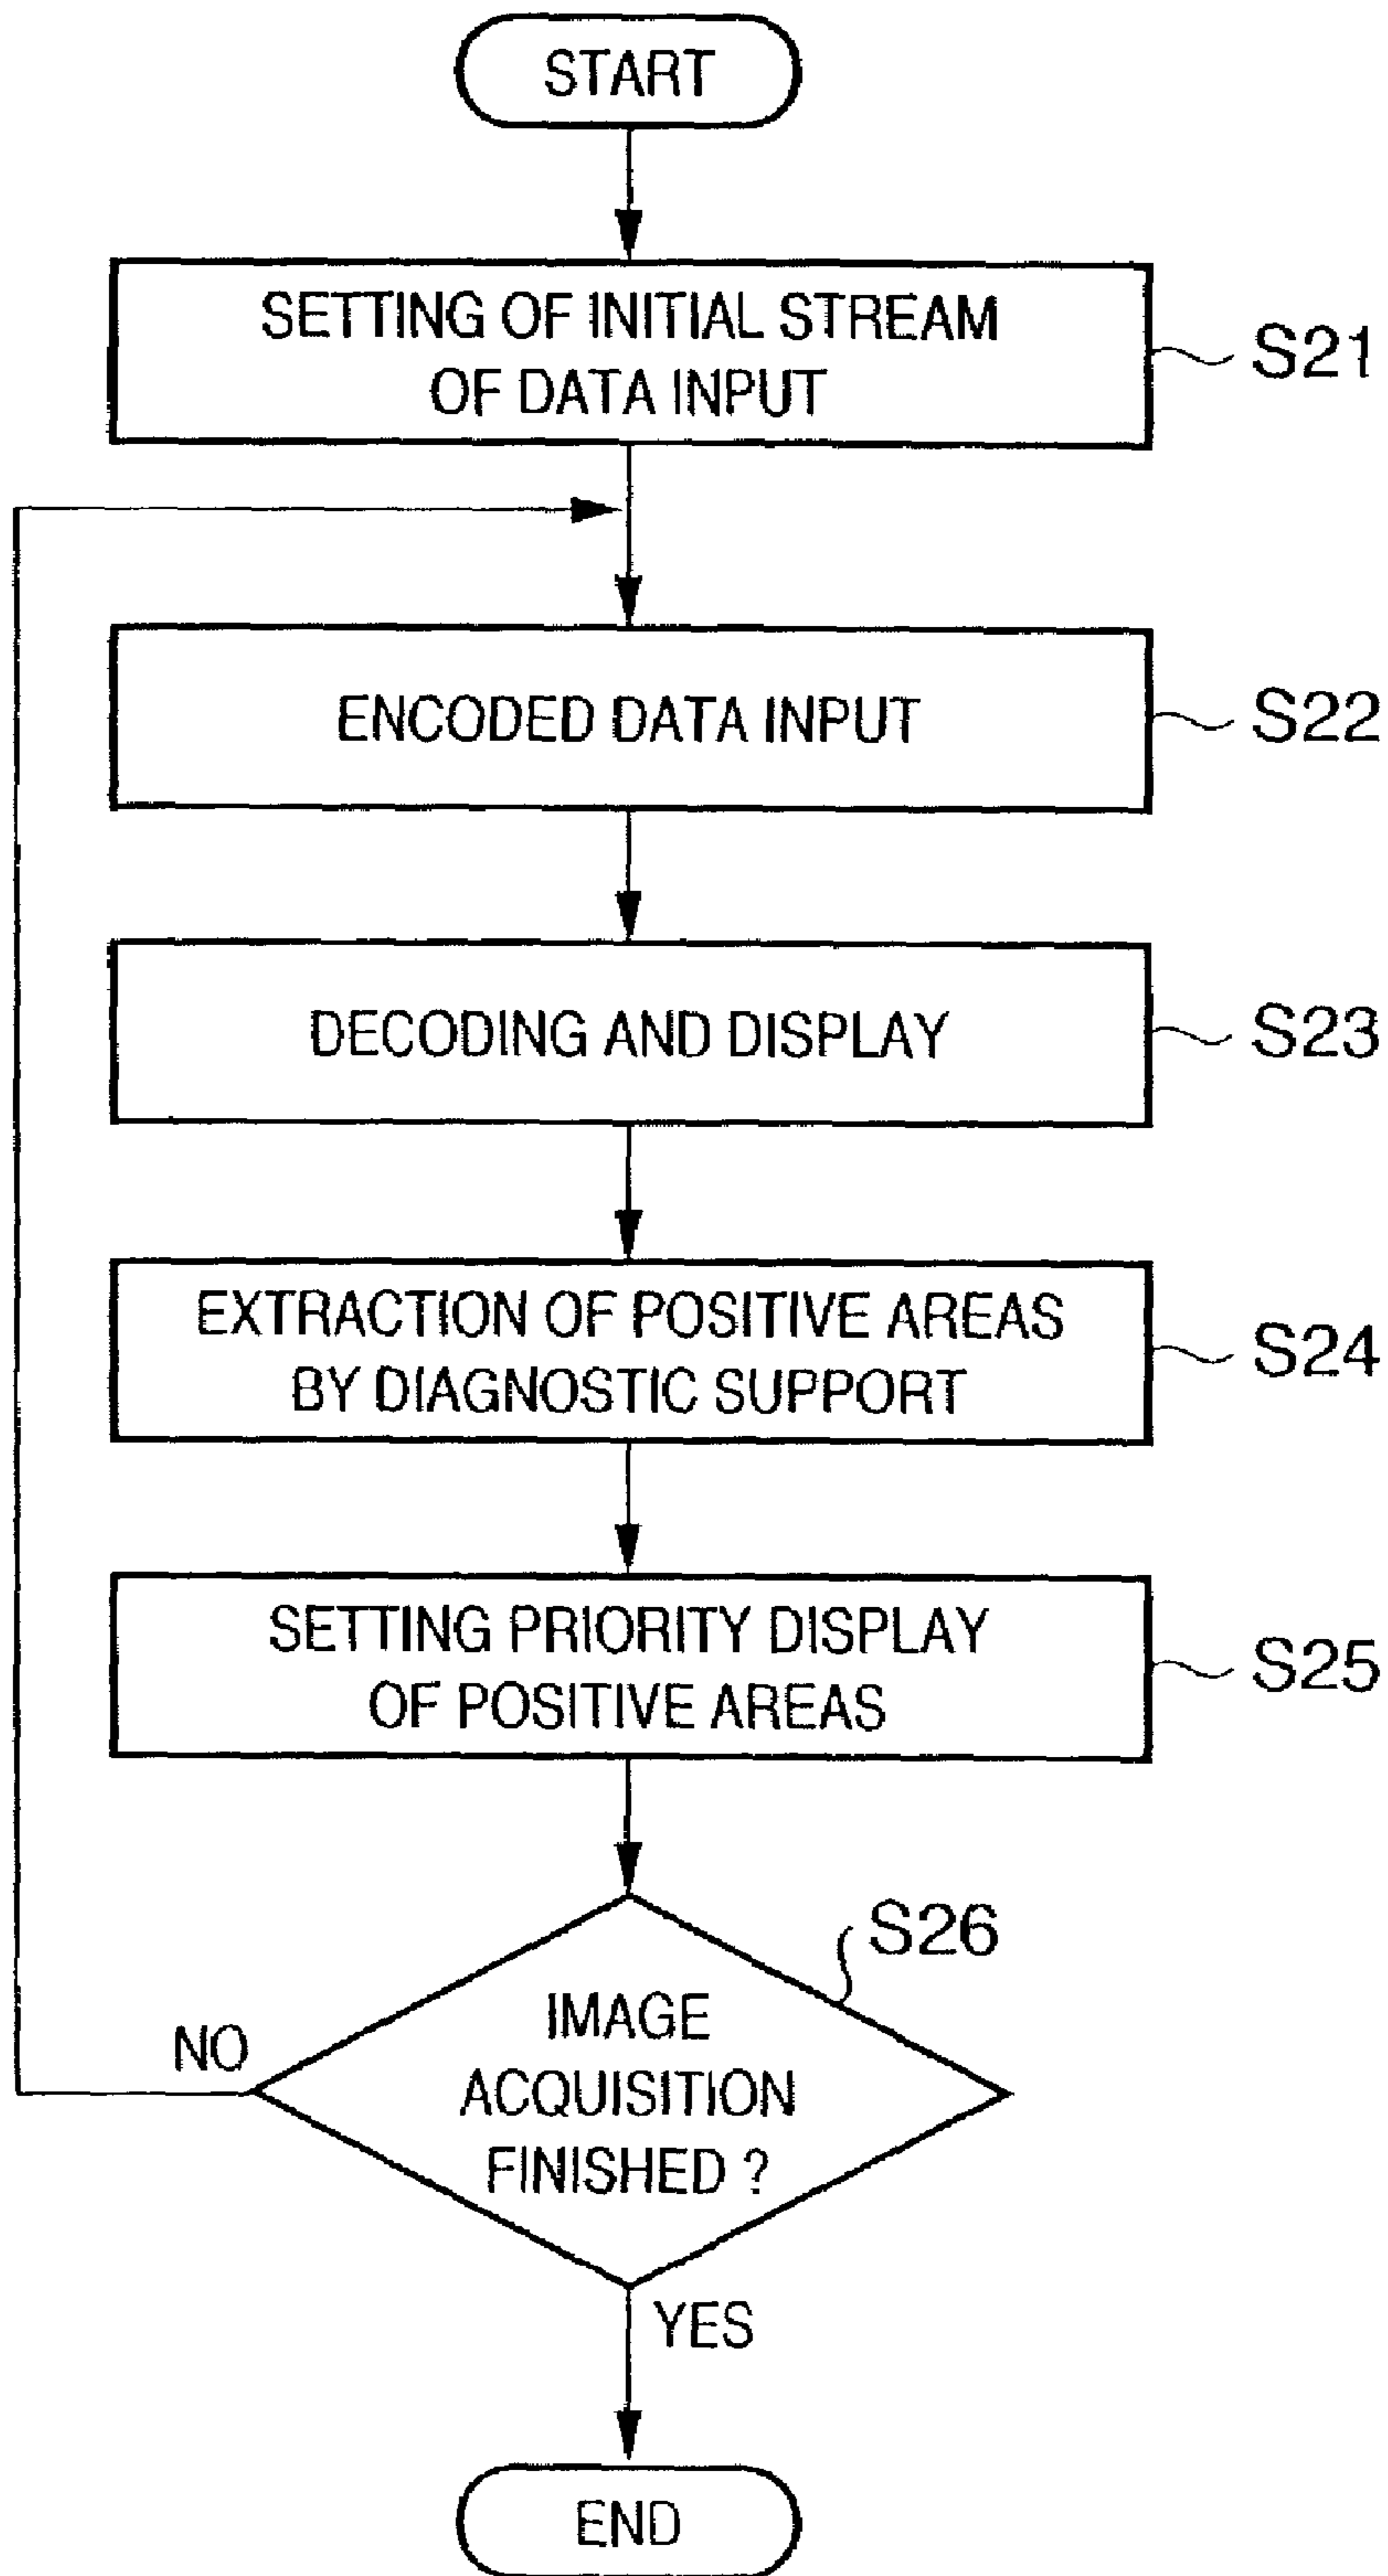 START
SETTING OF INITIAL STREAM
OF DATA INPUT
S21
ENCODED DATA INPUT
S22
DECODING AND DISPLAY
S23
EXTRACTION OF POSITIVE AREAS
BY DIAGNOSTIC SUPPORT
S24
SETTING PRIORITY DISPLAY
OF POSITIVE AREAS
S25
S26
IMAGE
ACQUISITION
FINISHED ?
NO
YES
END